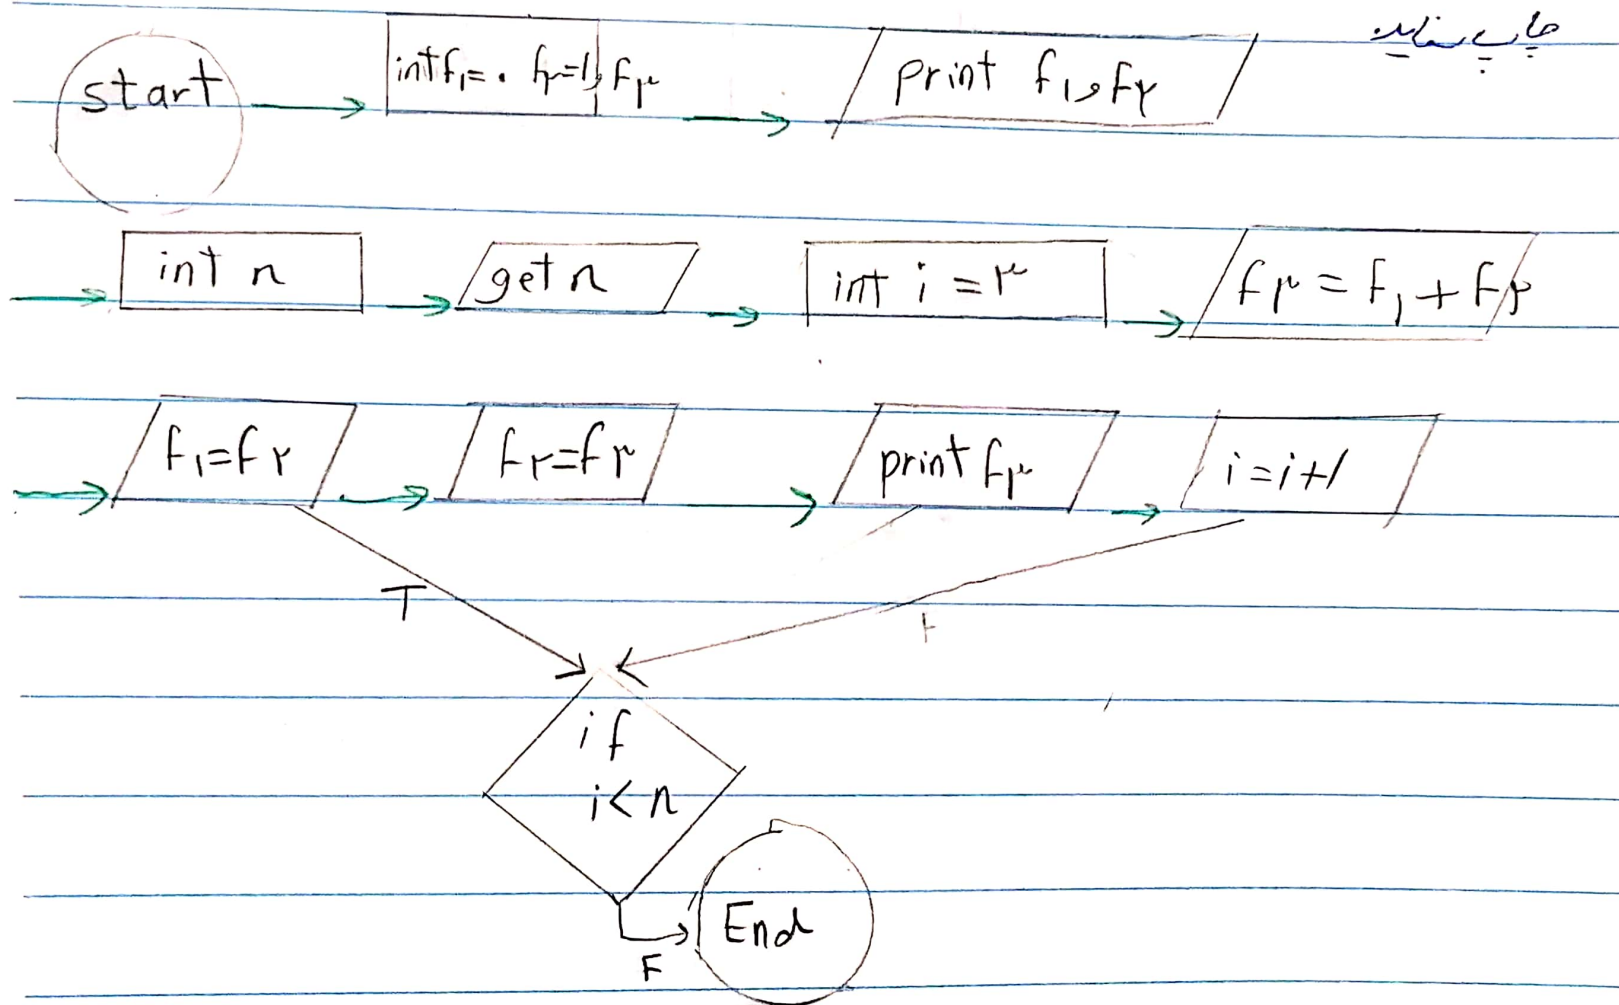 چاپ نمایید
start
int f۱=۰ f۲=۱, f۳
print f۱, f۲
int n
get n
int i = ۳
f۳ = f۱ + f۲
f۱=f۲
f۲=f۳
print f۳
i=i+1
T
if
i<n
End
F